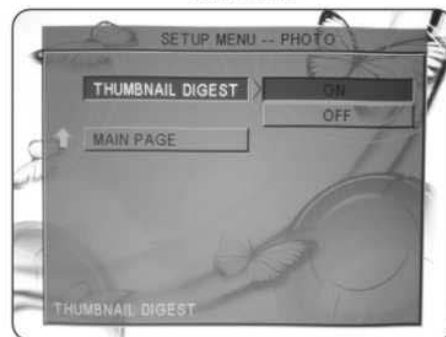 SETUP MENU -- PHOTO
THUMBNAIL DIGEST
ON
OFF
MAIN PAGE
THUMBNAIL DIGEST